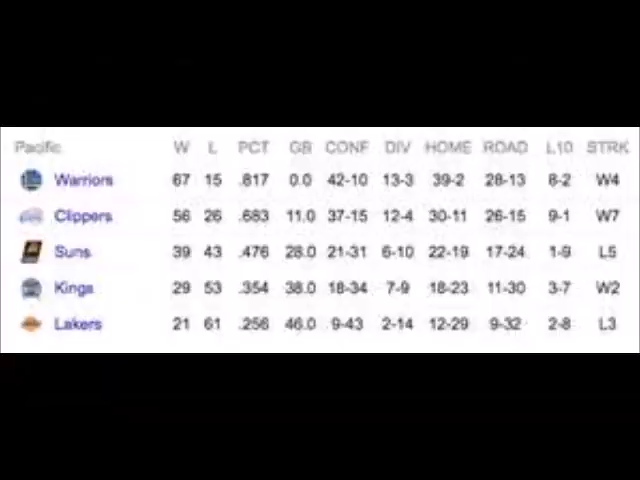 Pacific W L PCT GB CONF DIV HOME ROAD L10 STRK
Warriors 67 15 .817 0.0 42-10 13-3 39-2 28-13 8-2 W4
Clippers 56 26 .683 11.0 37-15 12-4 30-11 26-15 9-1 W7
Suns 39 43 .476 28.0 21-31 6-10 22-19 17-24 1-9 L5
Kings 29 53 .354 38.0 18-34 7-9 18-23 11-30 3-7 W2
Lakers 21 61 .256 46.0 9-43 2-14 12-29 9-32 2-8 L3